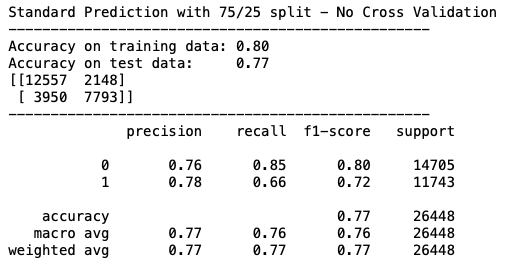 Standard Prediction with 75/25 split - No Cross Validation
---------------------------------------------------
Accuracy on training data: 0.80
Accuracy on test data:     0.77
[[12557  2148]
 [ 3950  7793]]
---------------------------------------------------
              precision    recall  f1-score   support

           0       0.76      0.85      0.80     14705
           1       0.78      0.66      0.72     11743

    accuracy                           0.77     26448
   macro avg       0.77      0.76      0.76     26448
weighted avg       0.77      0.77      0.77     26448